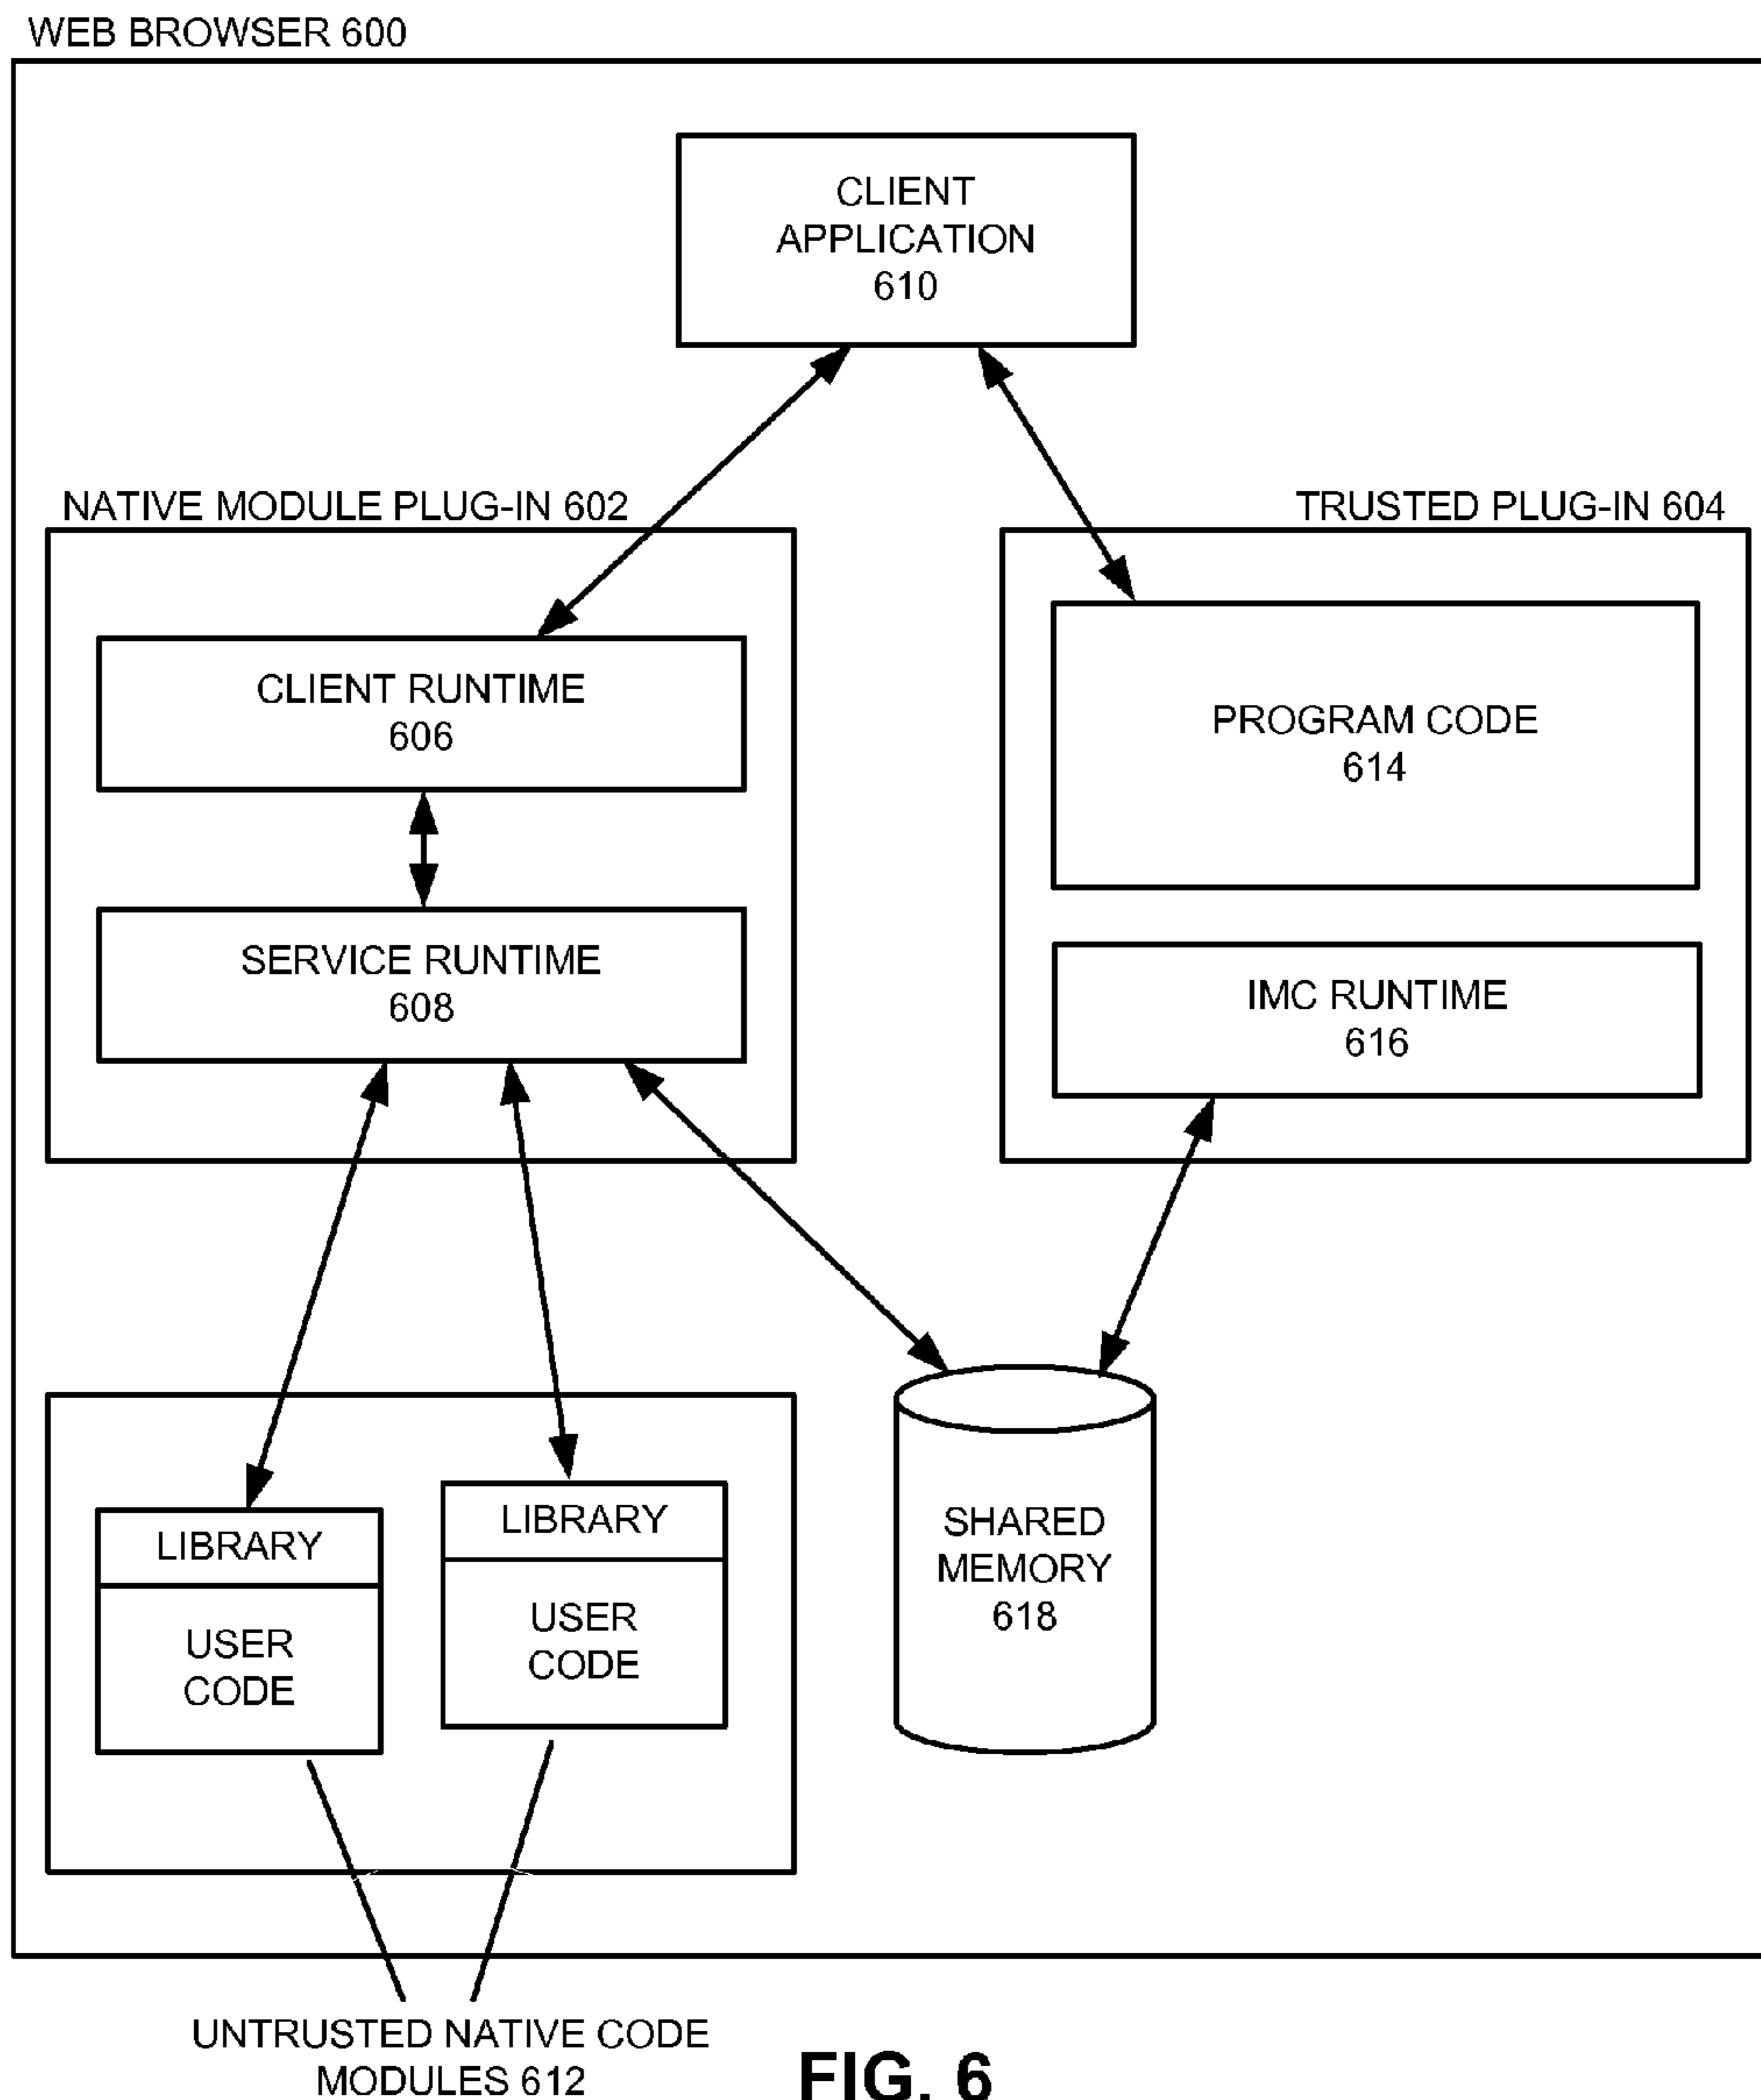 WEB BROWSER 600
CLIENT
APPLICATION
610
NATIVE MODULE PLUG-IN 602
TRUSTED PLUG-IN 604
CLIENT RUNTIME
606
PROGRAM CODE
614
SERVICE RUNTIME
608
IMC RUNTIME
616
LIBRARY
USER
CODE
LIBRARY
USER
CODE
SHARED
MEMORY
618
UNTRUSTED NATIVE CODE
MODULES 612
FIG. 6